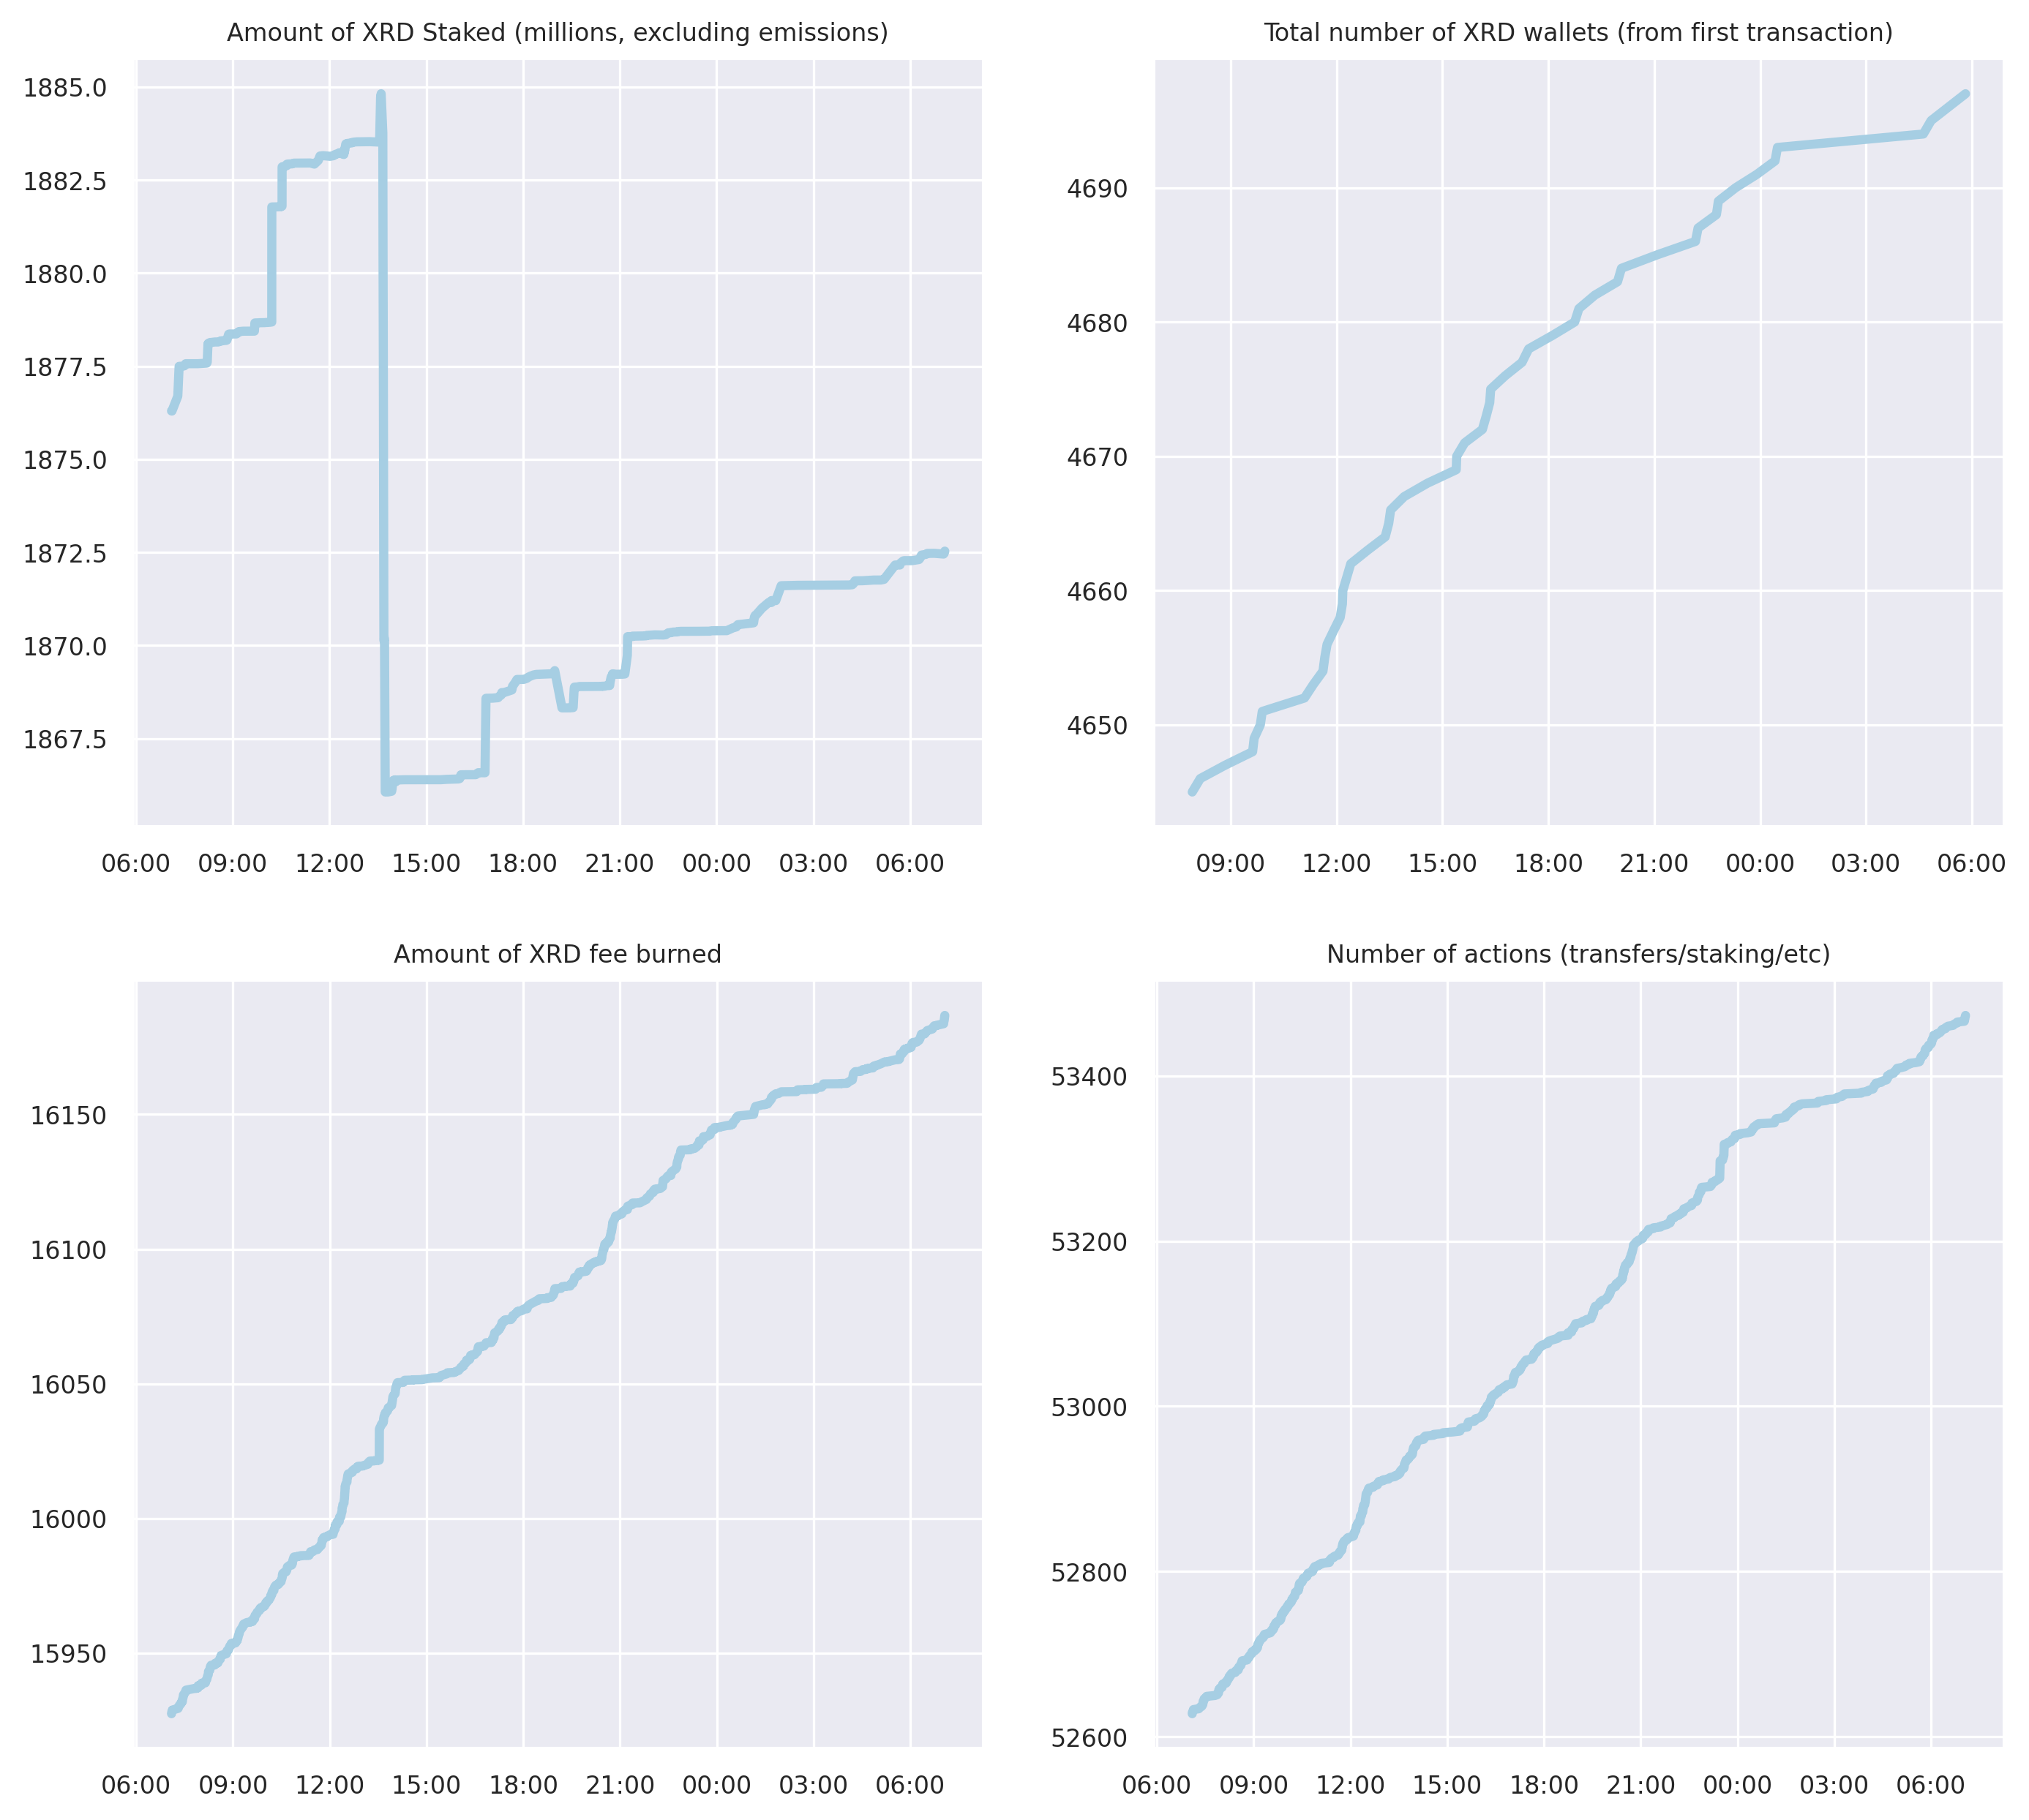 Amount of XRD Staked (millions, excluding emissions)
1885.0
1882.5
1880.0
1877.5
1875.0
1872.5
1870.0
1867.5
06:00 09:00 12:00 15:00 18:00 21:00 00:00 03:00 06:00
Total number of XRD wallets (from first transaction)
4690
4680
4670
4660
4650
09:00 12:00 15:00 18:00 21:00 00:00 03:00 06:00
Amount of XRD fee burned
16150
16100
16050
16000
15950
06:00 09:00 12:00 15:00 18:00 21:00 00:00 03:00 06:00
Number of actions (transfers/staking/etc)
53400
53200
53000
52800
52600
06:00 09:00 12:00 15:00 18:00 21:00 00:00 03:00 06:00